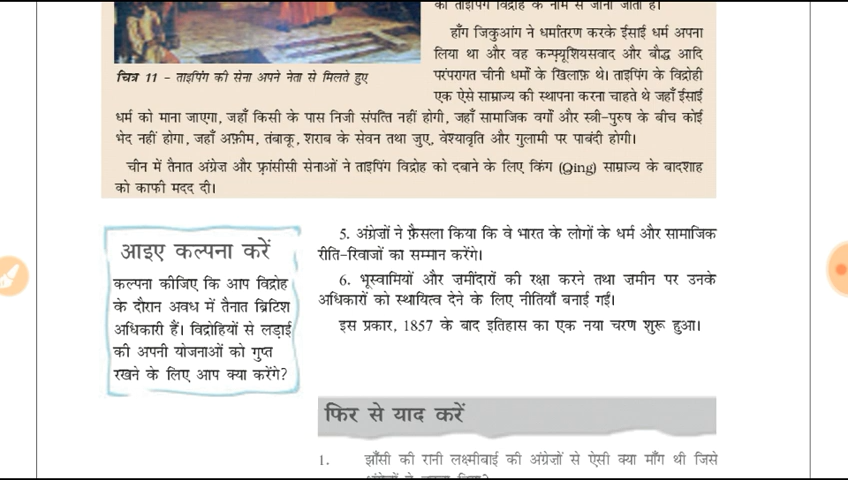 को ताइपिंग विद्रोह के नाम से जाना जाता है।
हाँग जिकुआंग ने धर्मांतरण करके ईसाई धर्म अपना
लिया था और वह कन्फ़्यूशियसवाद और बौद्ध आदि
परंपरागत चीनी धर्मों के खिलाफ़ थे। ताइपिंग के विद्रोही
एक ऐसे साम्राज्य की स्थापना करना चाहते थे जहाँ ईसाई
चित्र 11 – ताइपिंग की सेना अपने नेता से मिलते हुए
धर्म को माना जाएगा, जहाँ किसी के पास निजी संपत्ति नहीं होगी, जहाँ सामाजिक वर्गों और स्त्री-पुरुष के बीच कोई
भेद नहीं होगा, जहाँ अफ़ीम, तंबाकू, शराब के सेवन तथा जुए, वेश्यावृति और गुलामी पर पाबंदी होगी।
चीन में तैनात अंग्रेज़ और फ़्रांसीसी सेनाओं ने ताइपिंग विद्रोह को दबाने के लिए किंग (Qing) साम्राज्य के बादशाह
को काफी मदद दी।
आइए कल्पना करें
कल्पना कीजिए कि आप विद्रोह
के दौरान अवध में तैनात ब्रिटिश
अधिकारी हैं। विद्रोहियों से लड़ाई
की अपनी योजनाओं को गुप्त
रखने के लिए आप क्या करेंगे?
5. अंग्रेज़ों ने फ़ैसला किया कि वे भारत के लोगों के धर्म और सामाजिक
रीति-रिवाजों का सम्मान करेंगे।
6. भूस्वामियों और ज़मींदारों की रक्षा करने तथा ज़मीन पर उनके
अधिकारों को स्थायित्व देने के लिए नीतियाँ बनाई गईं।
इस प्रकार, 1857 के बाद इतिहास का एक नया चरण शुरू हुआ।
फिर से याद करें
1. झाँसी की रानी लक्ष्मीबाई की अंग्रेज़ों से ऐसी क्या माँग थी जिसे